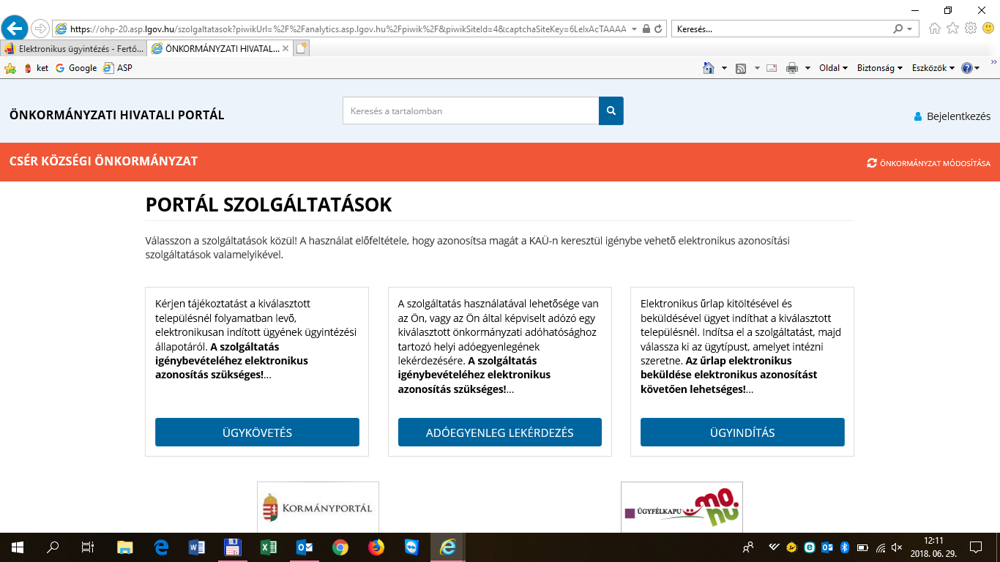 https://ohp-20.asp.lgov.hu/szolgaltatasok?piwikUrl=%2F%2Fanalytics.asp.lgov.hu%2Fpiwik%2F&piwikSiteId=4&captchaSiteKey=6LelxAcTAAAA
Keresés...
Elektronikus ügyintézés - Fertő...
ÖNKORMÁNYZATI HIVATAL...
ket
Google
ASP
Oldal
Biztonság
Eszközök
ÖNKORMÁNYZATI HIVATALI PORTÁL
Keresés a tartalomban
Bejelentkezés
CSÉR KÖZSÉGI ÖNKORMÁNYZAT
ÖNKORMÁNYZAT MÓDOSÍTÁSA
PORTÁL SZOLGÁLTATÁSOK
Válasszon a szolgáltatások közül! A használat előfeltétele, hogy azonosítsa magát a KAÜ-n keresztül igénybe vehető elektronikus azonosítási
szolgáltatások valamelyikével.
Kérjen tájékoztatást a kiválasztott
településnél folyamatban levő,
elektronikusan indított ügyének ügyintézési
állapotáról. A szolgáltatás
igénybevételéhez elektronikus
azonosítás szükséges!...
ÜGYKÖVETÉS
A szolgáltatás használatával lehetősége van
az Ön, vagy az Ön által képviselt adózó egy
kiválasztott önkormányzati adóhatósághoz
tartozó helyi adóegyenlegének
lekérdezésére. A szolgáltatás
igénybevételéhez elektronikus
azonosítás szükséges!...
ADÓEGYENLEG LEKÉRDEZÉS
Elektronikus űrlap kitöltésével és
beküldésével ügyet indíthat a kiválasztott
településnél. Indítsa el a szolgáltatást, majd
válassza ki az ügytípust, amelyet intézni
szeretne. Az űrlap elektronikus
beküldése elektronikus azonosítást
követően lehetséges!...
ÜGYINDÍTÁS
KORMÁNYPORTÁL
ÜGYFÉLKAPU
mo.hu
12:11
2018. 06. 29.